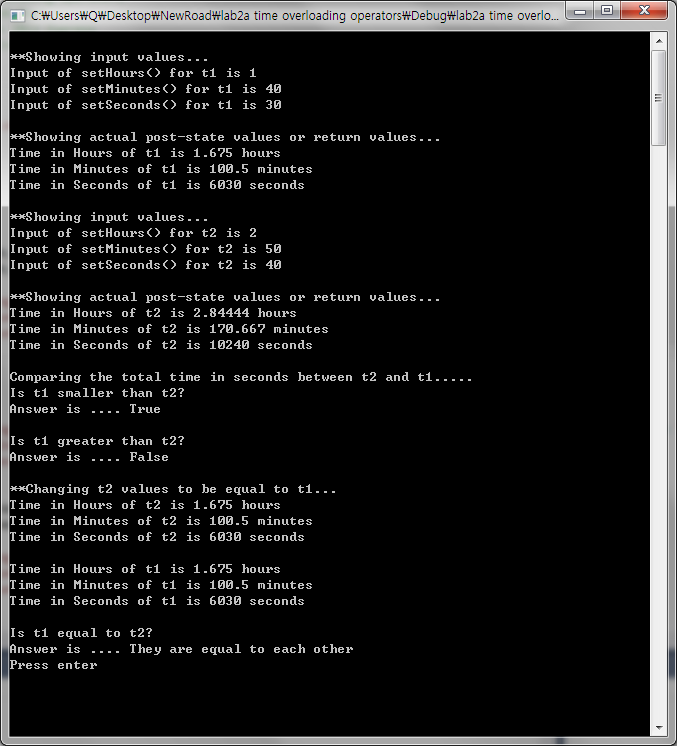 C:₩Users₩Q₩Desktop₩NewRoad₩lab2a time overloading operators₩Debug₩lab2a time overlo...
**Showing input values...
Input of setHours() for t1 is 1
Input of setMinutes() for t1 is 40
Input of setSeconds() for t1 is 30
**Showing actual post-state values or return values...
Time in Hours of t1 is 1.675 hours
Time in Minutes of t1 is 100.5 minutes
Time in Seconds of t1 is 6030 seconds
**Showing input values...
Input of setHours() for t2 is 2
Input of setMinutes() for t2 is 50
Input of setSeconds() for t2 is 40
**Showing actual post-state values or return values...
Time in Hours of t2 is 2.84444 hours
Time in Minutes of t2 is 170.667 minutes
Time in Seconds of t2 is 10240 seconds
Comparing the total time in seconds between t2 and t1.....
Is t1 smaller than t2?
Answer is .... True
Is t1 greater than t2?
Answer is .... False
**Changing t2 values to be equal to t1...
Time in Hours of t2 is 1.675 hours
Time in Minutes of t2 is 100.5 minutes
Time in Seconds of t2 is 6030 seconds
Time in Hours of t1 is 1.675 hours
Time in Minutes of t1 is 100.5 minutes
Time in Seconds of t1 is 6030 seconds
Is t1 equal to t2?
Answer is .... They are equal to each other
Press enter